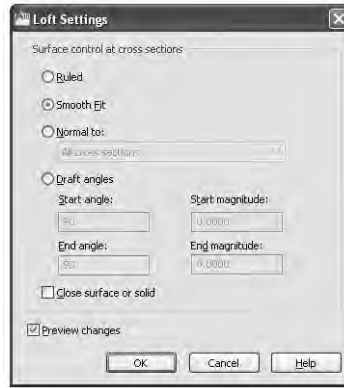 Loft Settings
Surface control at cross sections
Ruled
Smooth Fit
Normal to:
All cross sections
Draft angles
Start angle: Start magnitude:
90 0.0000
End angle: End magnitude:
90 0.0000
Close surface or solid
Preview changes
OK Cancel Help